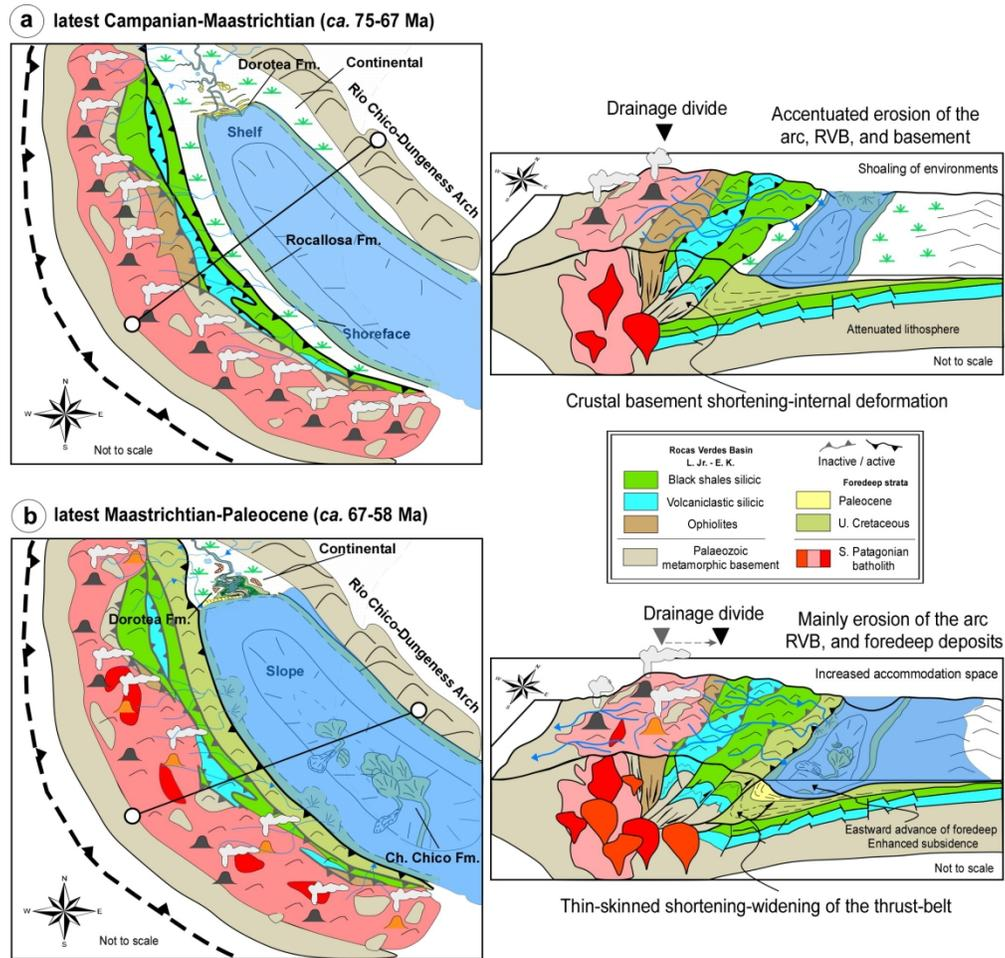 a latest Campanian-Maastrichtian (ca. 75-67 Ma)
Dorotea Fm.
Continental
Rio Chico-Dungeness Arch
Shelf
Rocallosa Fm.
Shoreface
N
W E
S
Not to scale
Drainage divide
Accentuated erosion of the
arc, RVB, and basement
Shoaling of environments
N
W E
S
Attenuated lithosphere
Not to scale
Crustal basement shortening-internal deformation
Rocas Verdes Basin
L. Jr. - E. K.
Black shales silicic
Volcaniclastic silicic
Ophiolites
Palaeozoic
metamorphic basement
Inactive / active
Foredeep strata
Paleocene
U. Cretaceous
S. Patagonian
batholith
b latest Maastrichtian-Paleocene (ca. 67-58 Ma)
Continental
Rio Chico-Dungeness Arch
Dorotea Fm.
Slope
Ch. Chico Fm.
N
W E
S
Not to scale
Drainage divide
Mainly erosion of the arc
RVB, and foredeep deposits
Increased accommodation space
N
W E
S
Eastward advance of foredeep
Enhanced subsidence
Not to scale
Thin-skinned shortening-widening of the thrust-belt